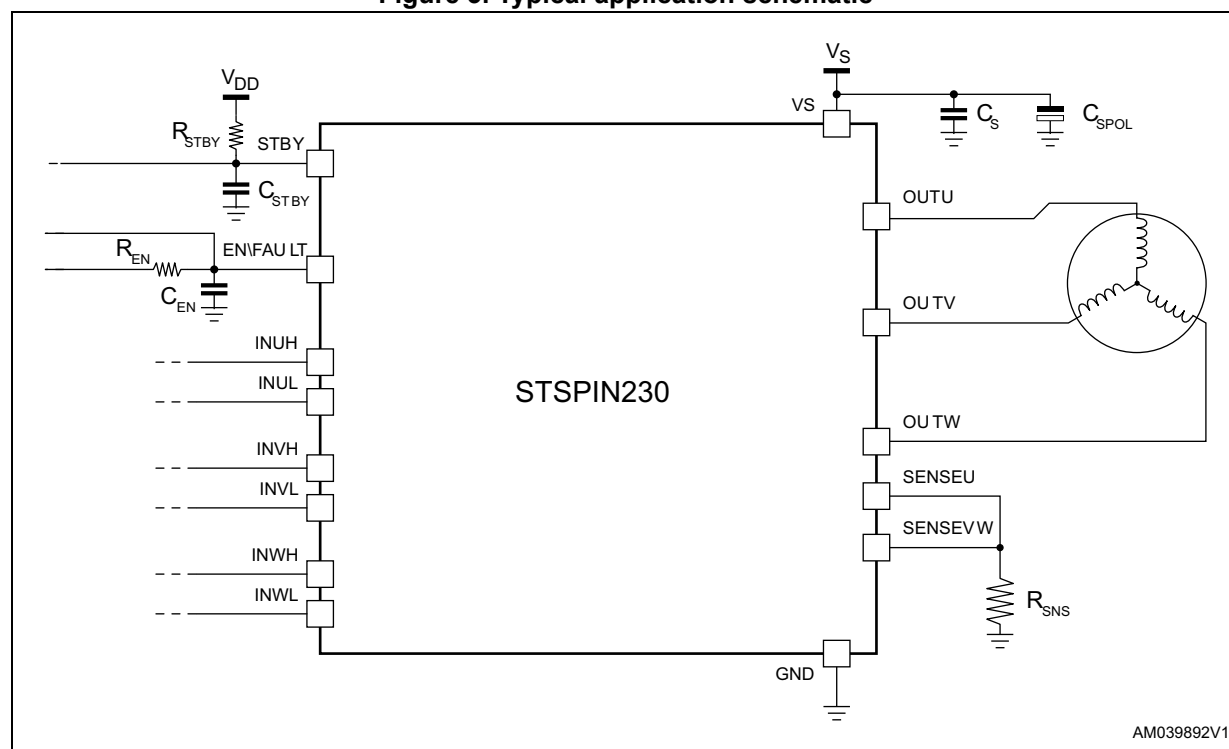 Figure 5. Typical application schematic
VDD
RSTBY
STBY
CSTBY
REN
EN\FAULT
CEN
INUH
INUL
INVH
INVL
INWH
INWL
STSPIN230
VS
VS
CS
CSPOL
OUTU
OUTV
OUTW
SENSEU
SENSEVW
RSNS
GND
AM039892V1